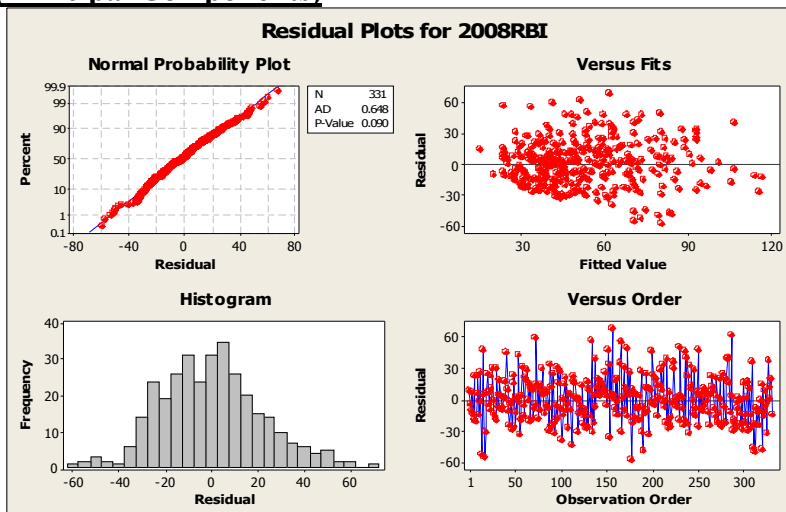 Residual Plots for 2008RBI
Normal Probability Plot
99.9
99
90
50
10
1
0.1
Percent
-80 -40 0 40 80
Residual
N 331
AD 0.648
P-Value 0.090
Versus Fits
60
30
0
-30
-60
Residual
30 60 90 120
Fitted Value
Histogram
40
30
20
10
0
Frequency
-60 -40 -20 0 20 40 60
Residual
Versus Order
60
30
0
-30
-60
Residual
1 50 100 150 200 250 300
Observation Order